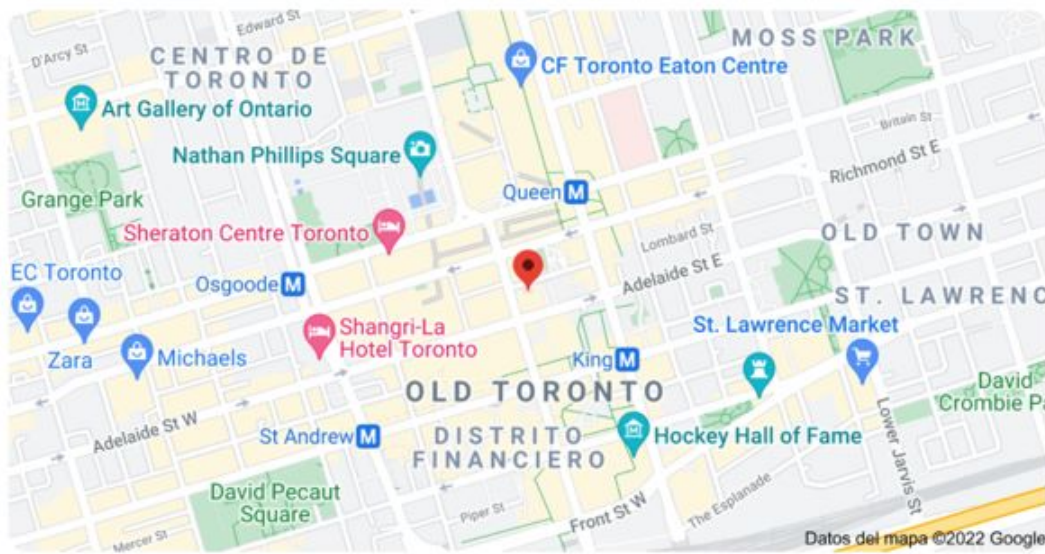 Edward St
D'Arcy St
MOSS PARK
CENTRO DE
TORONTO
CF Toronto Eaton Centre
Art Gallery of Ontario
Britain St
Nathan Phillips Square
Richmond St E
Queen M
Grange Park
Sheraton Centre Toronto
Lombard St
OLD TOWN
EC Toronto
Osgoode M
Adelaide St E
ST. LAWRENC
Shangri-La
Hotel Toronto
St. Lawrence Market
Zara
Michaels
King M
OLD TORONTO
David
Crombie Pa
Adelaide St W
St Andrew M
DISTRITO
FINANCIERO
Hockey Hall of Fame
Lower Jarvis St
David Pecaut
Square
Piper St
Front St W
The Esplanade
Mercer St
Datos del mapa ©2022 Google